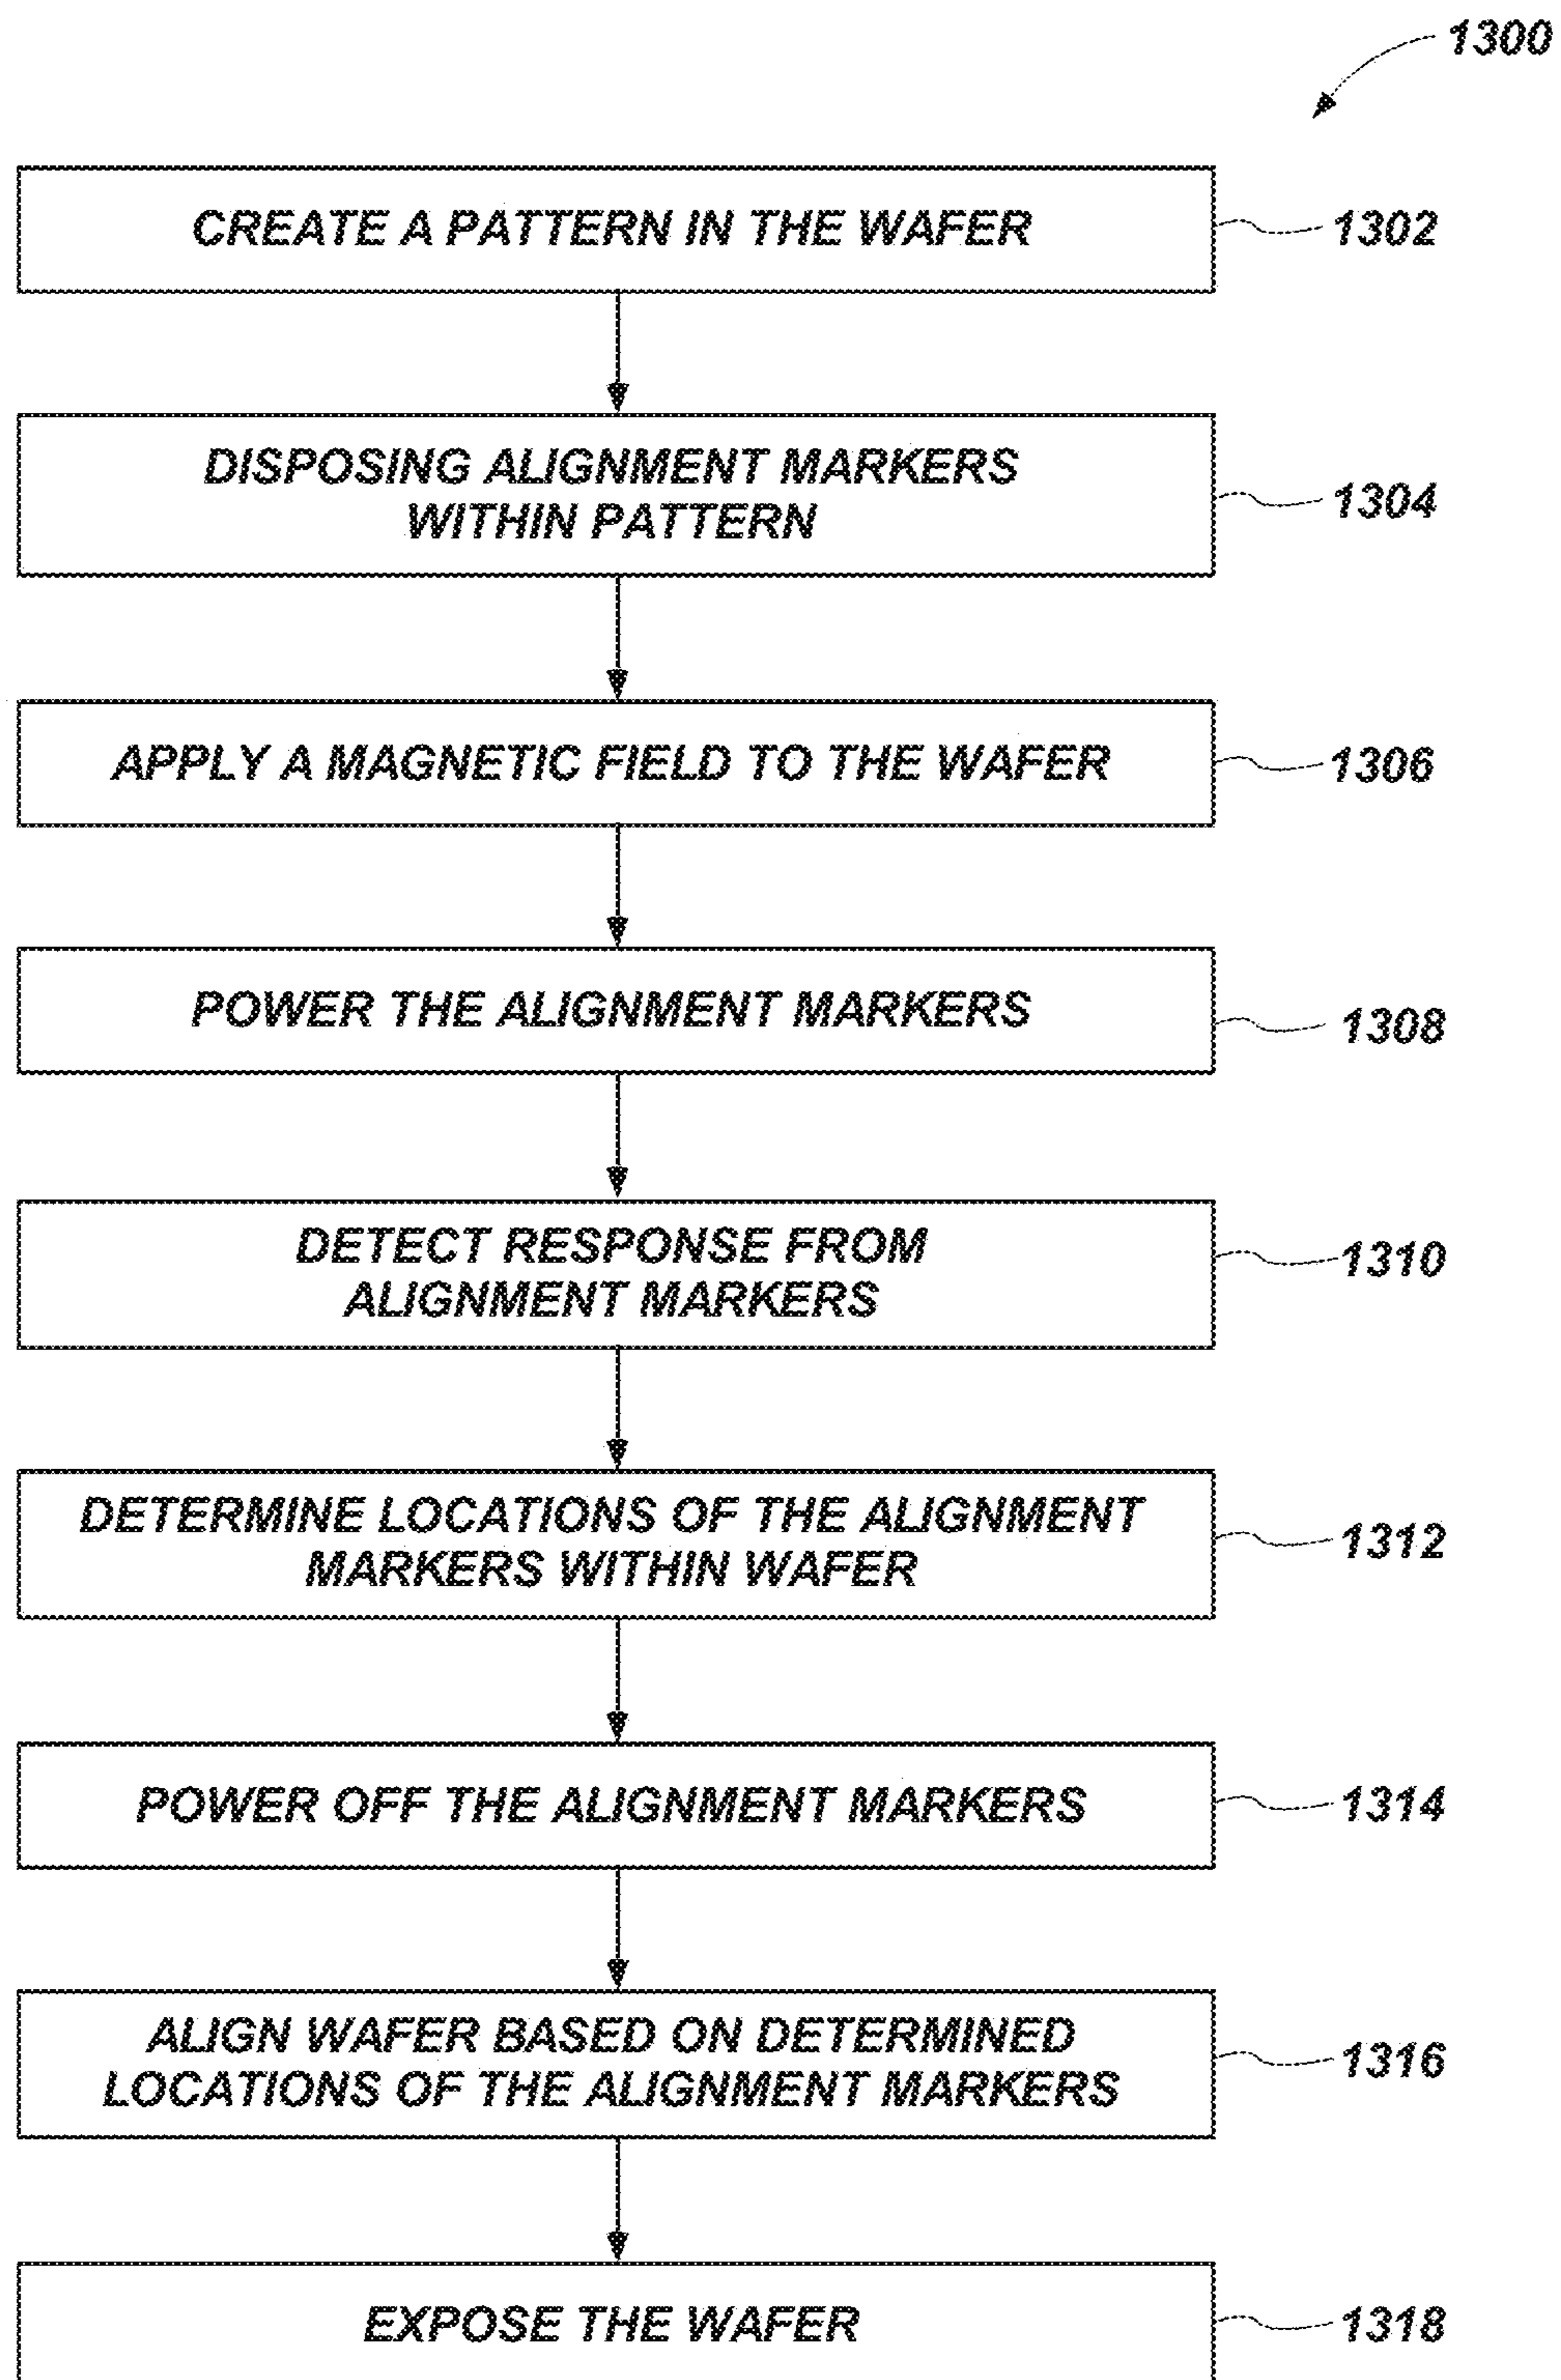 1300
CREATE A PATTERN IN THE WAFER
1302
DISPOSING ALIGNMENT MARKERS
WITHIN PATTERN
1304
APPLY A MAGNETIC FIELD TO THE WAFER
1306
POWER THE ALIGNMENT MARKERS
1308
DETECT RESPONSE FROM
ALIGNMENT MARKERS
1310
DETERMINE LOCATIONS OF THE ALIGNMENT
MARKERS WITHIN WAFER
1312
POWER OFF THE ALIGNMENT MARKERS
1314
ALIGN WAFER BASED ON DETERMINED
LOCATIONS OF THE ALIGNMENT MARKERS
1316
EXPOSE THE WAFER
1318